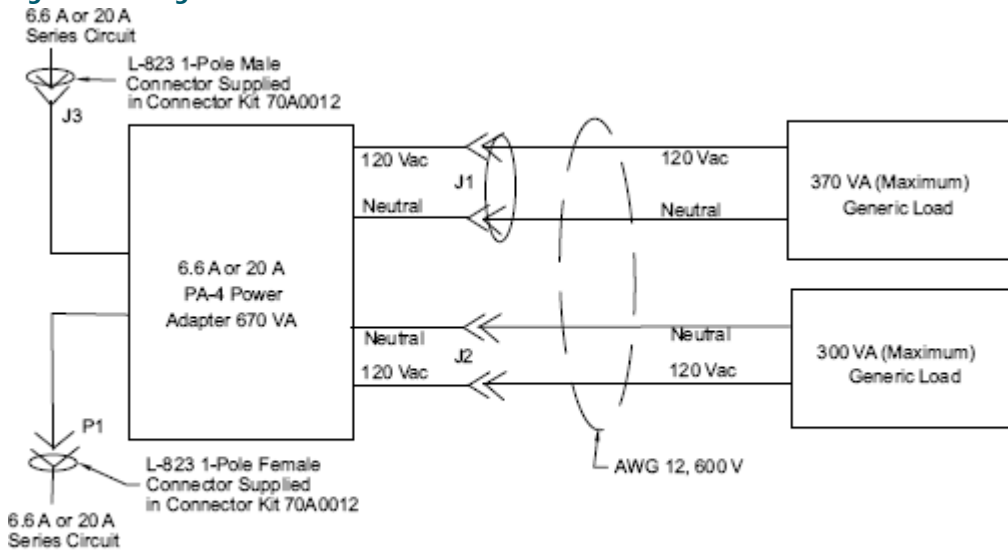 6.6 A or 20 A
Series Circuit
L-823 1-Pole Male
Connector Supplied
in Connector Kit 70A0012
J3
120 Vac
J1
Neutral
120 Vac
Neutral
370 VA (Maximum)
Generic Load
6.6 A or 20 A
PA-4 Power
Adapter 670 VA
Neutral
J2
120 Vac
Neutral
120 Vac
300 VA (Maximum)
Generic Load
P1
L-823 1-Pole Female
Connector Supplied
in Connector Kit 70A0012
AWG 12, 600 V
6.6 A or 20 A
Series Circuit